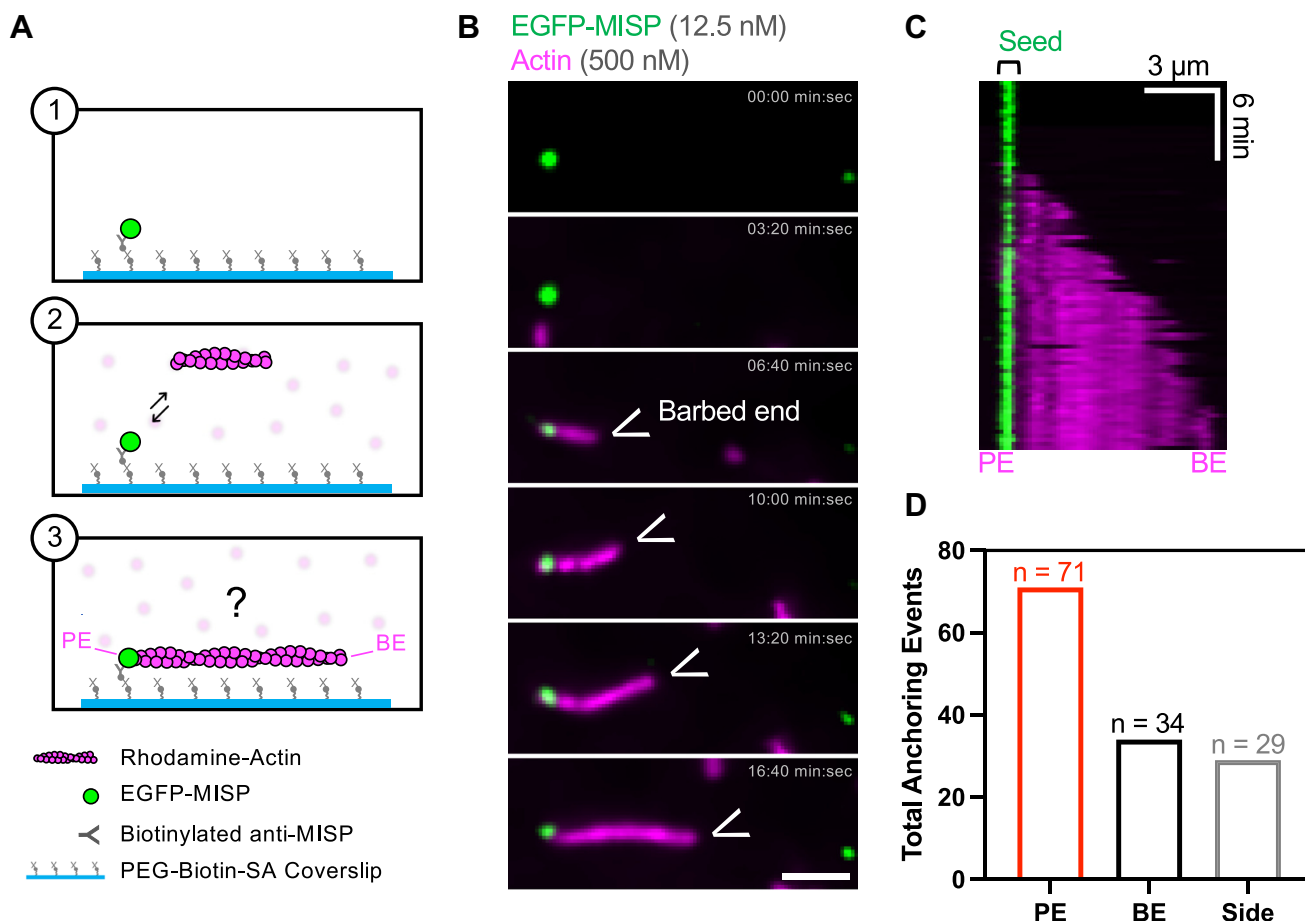 A
1
2
3
?
PE
BE
Rhodamine-Actin
EGFP-MISP
Biotinylated anti-MISP
PEG-Biotin-SA Coverslip
B
EGFP-MISP (12.5 nM)
Actin (500 nM)
00:00 min:sec
03:20 min:sec
06:40 min:sec
Barbed end
10:00 min:sec
13:20 min:sec
16:40 min:sec
C
Seed
3 µm
6 min
PE
BE
D
Total Anchoring Events
80
60
40
20
0
n = 71
n = 34
n = 29
PE
BE
Side